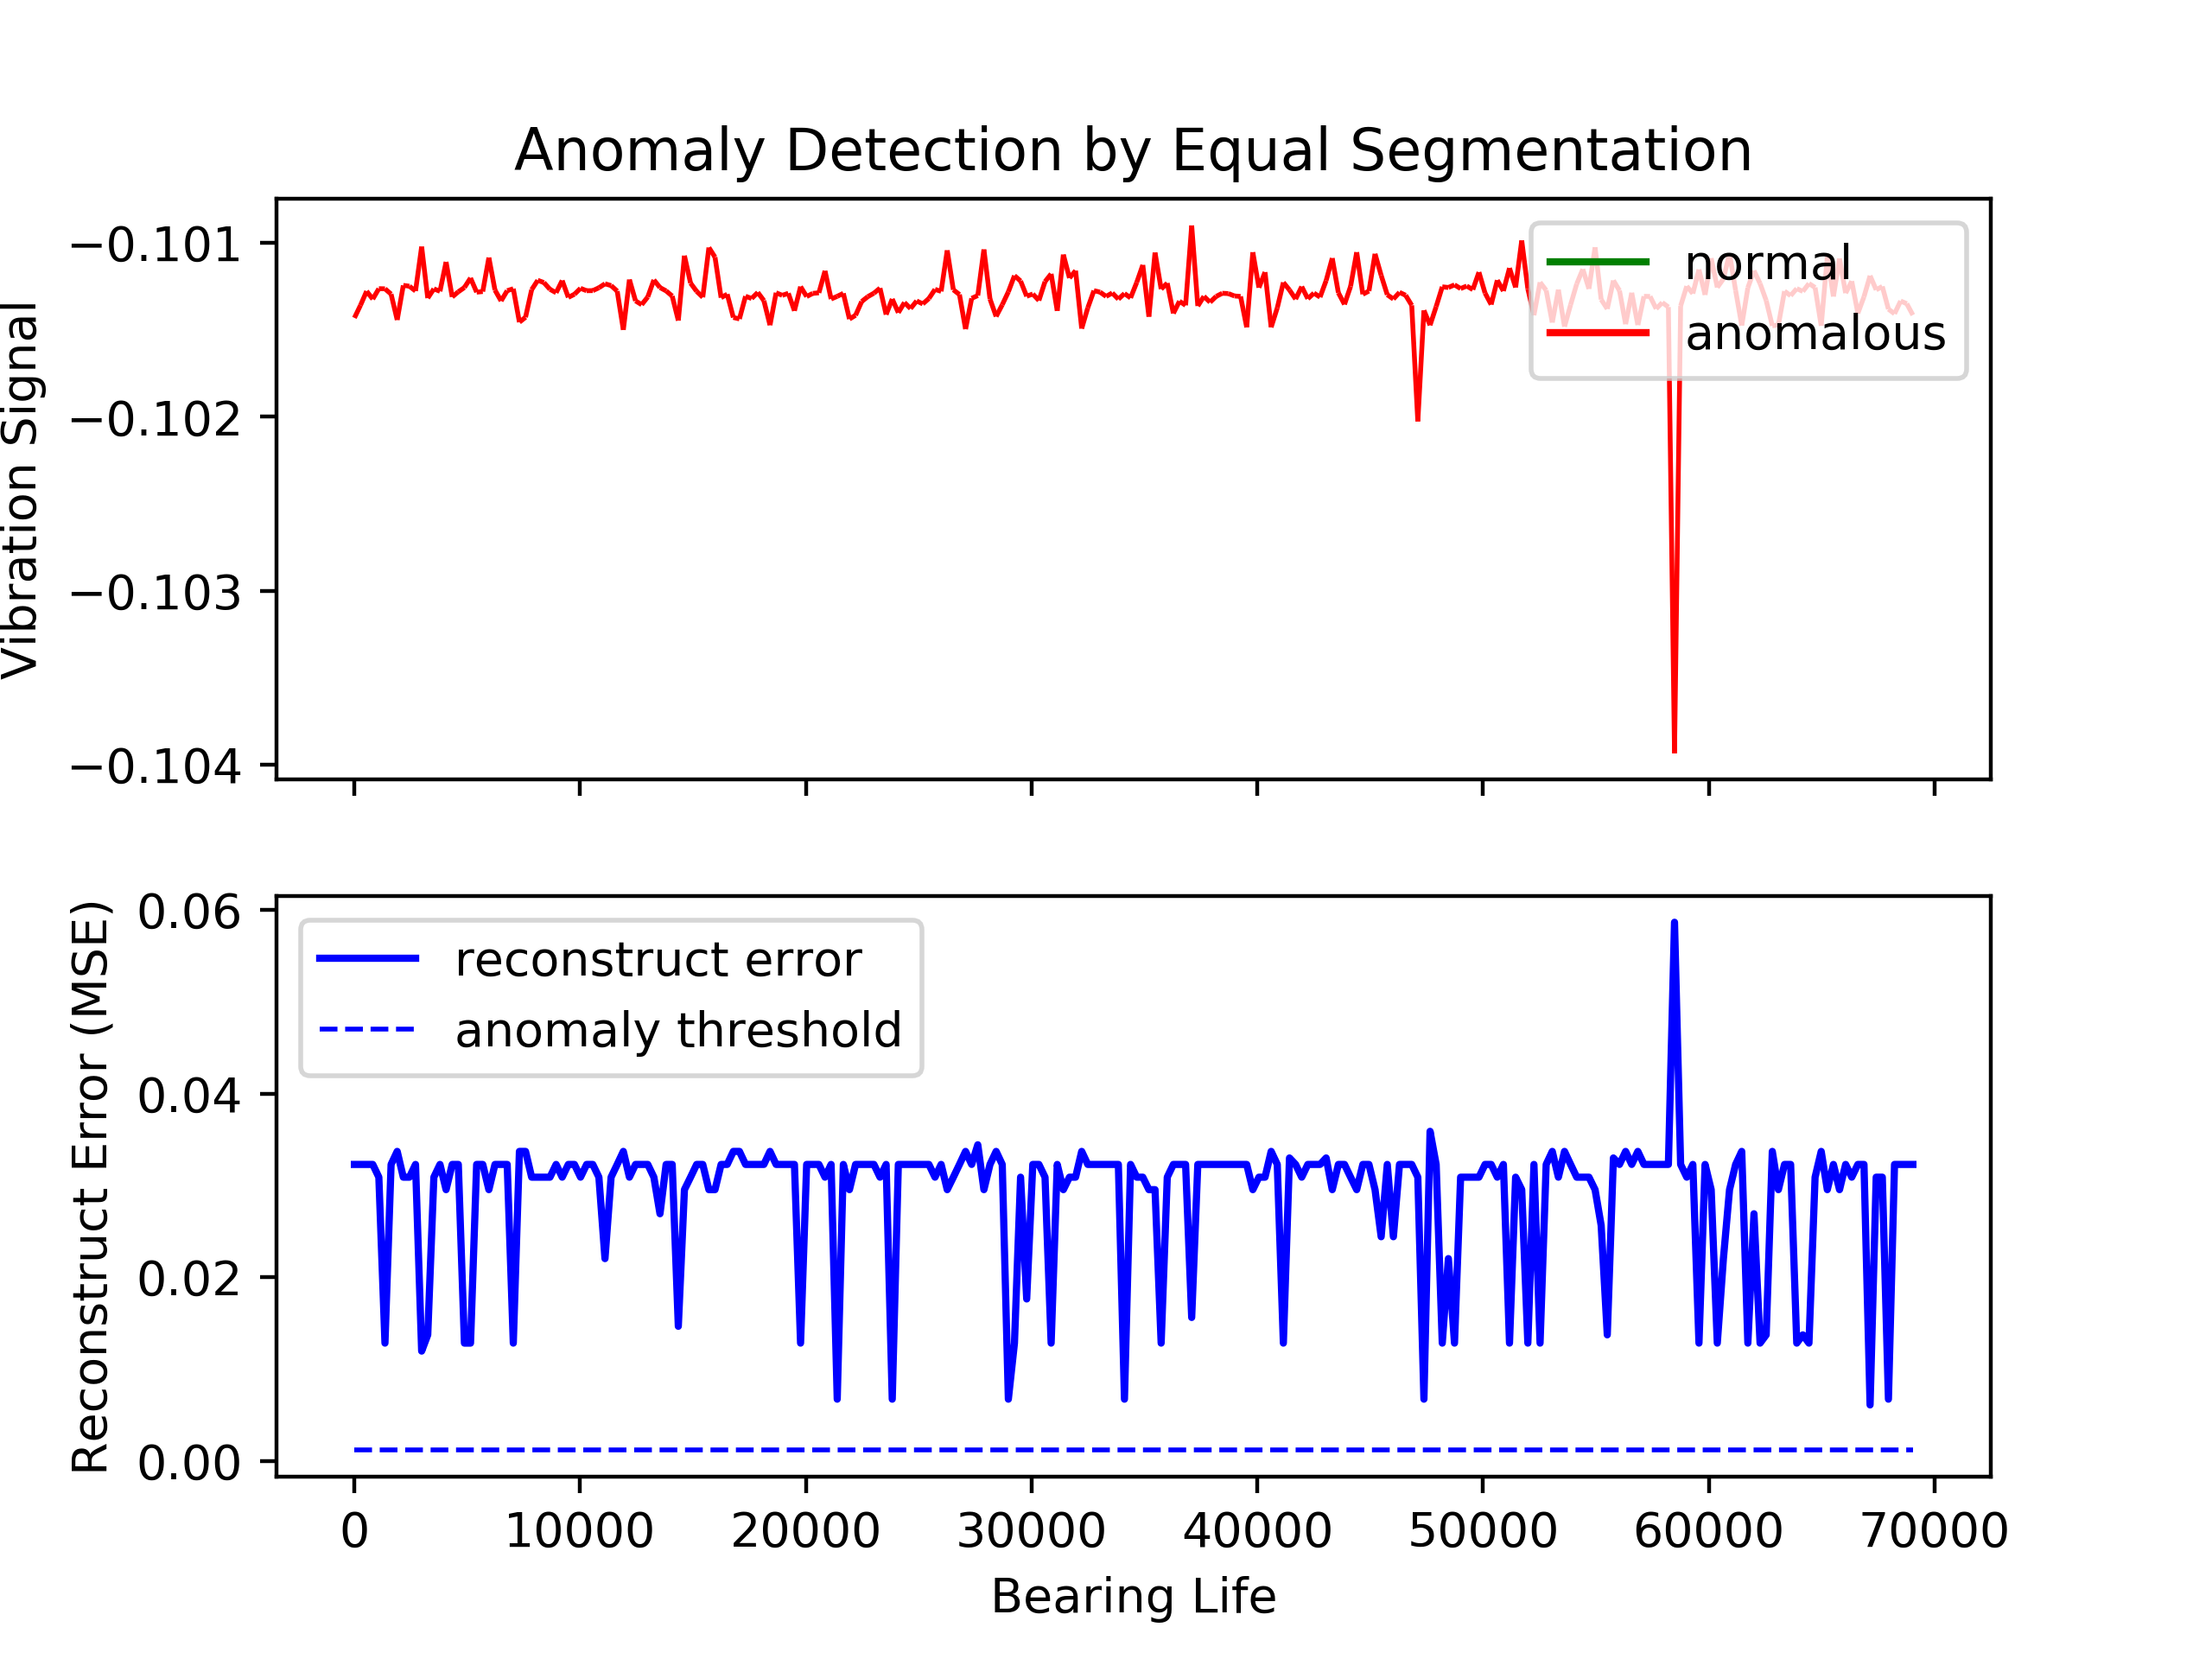 Anomaly Detection by Equal Segmentation
Vibration Signal
−0.101
−0.102
−0.103
−0.104
normal
anomalous
Reconstruct Error (MSE)
0.06
0.04
0.02
0.00
reconstruct error
anomaly threshold
0 10000 20000 30000 40000 50000 60000 70000
Bearing Life